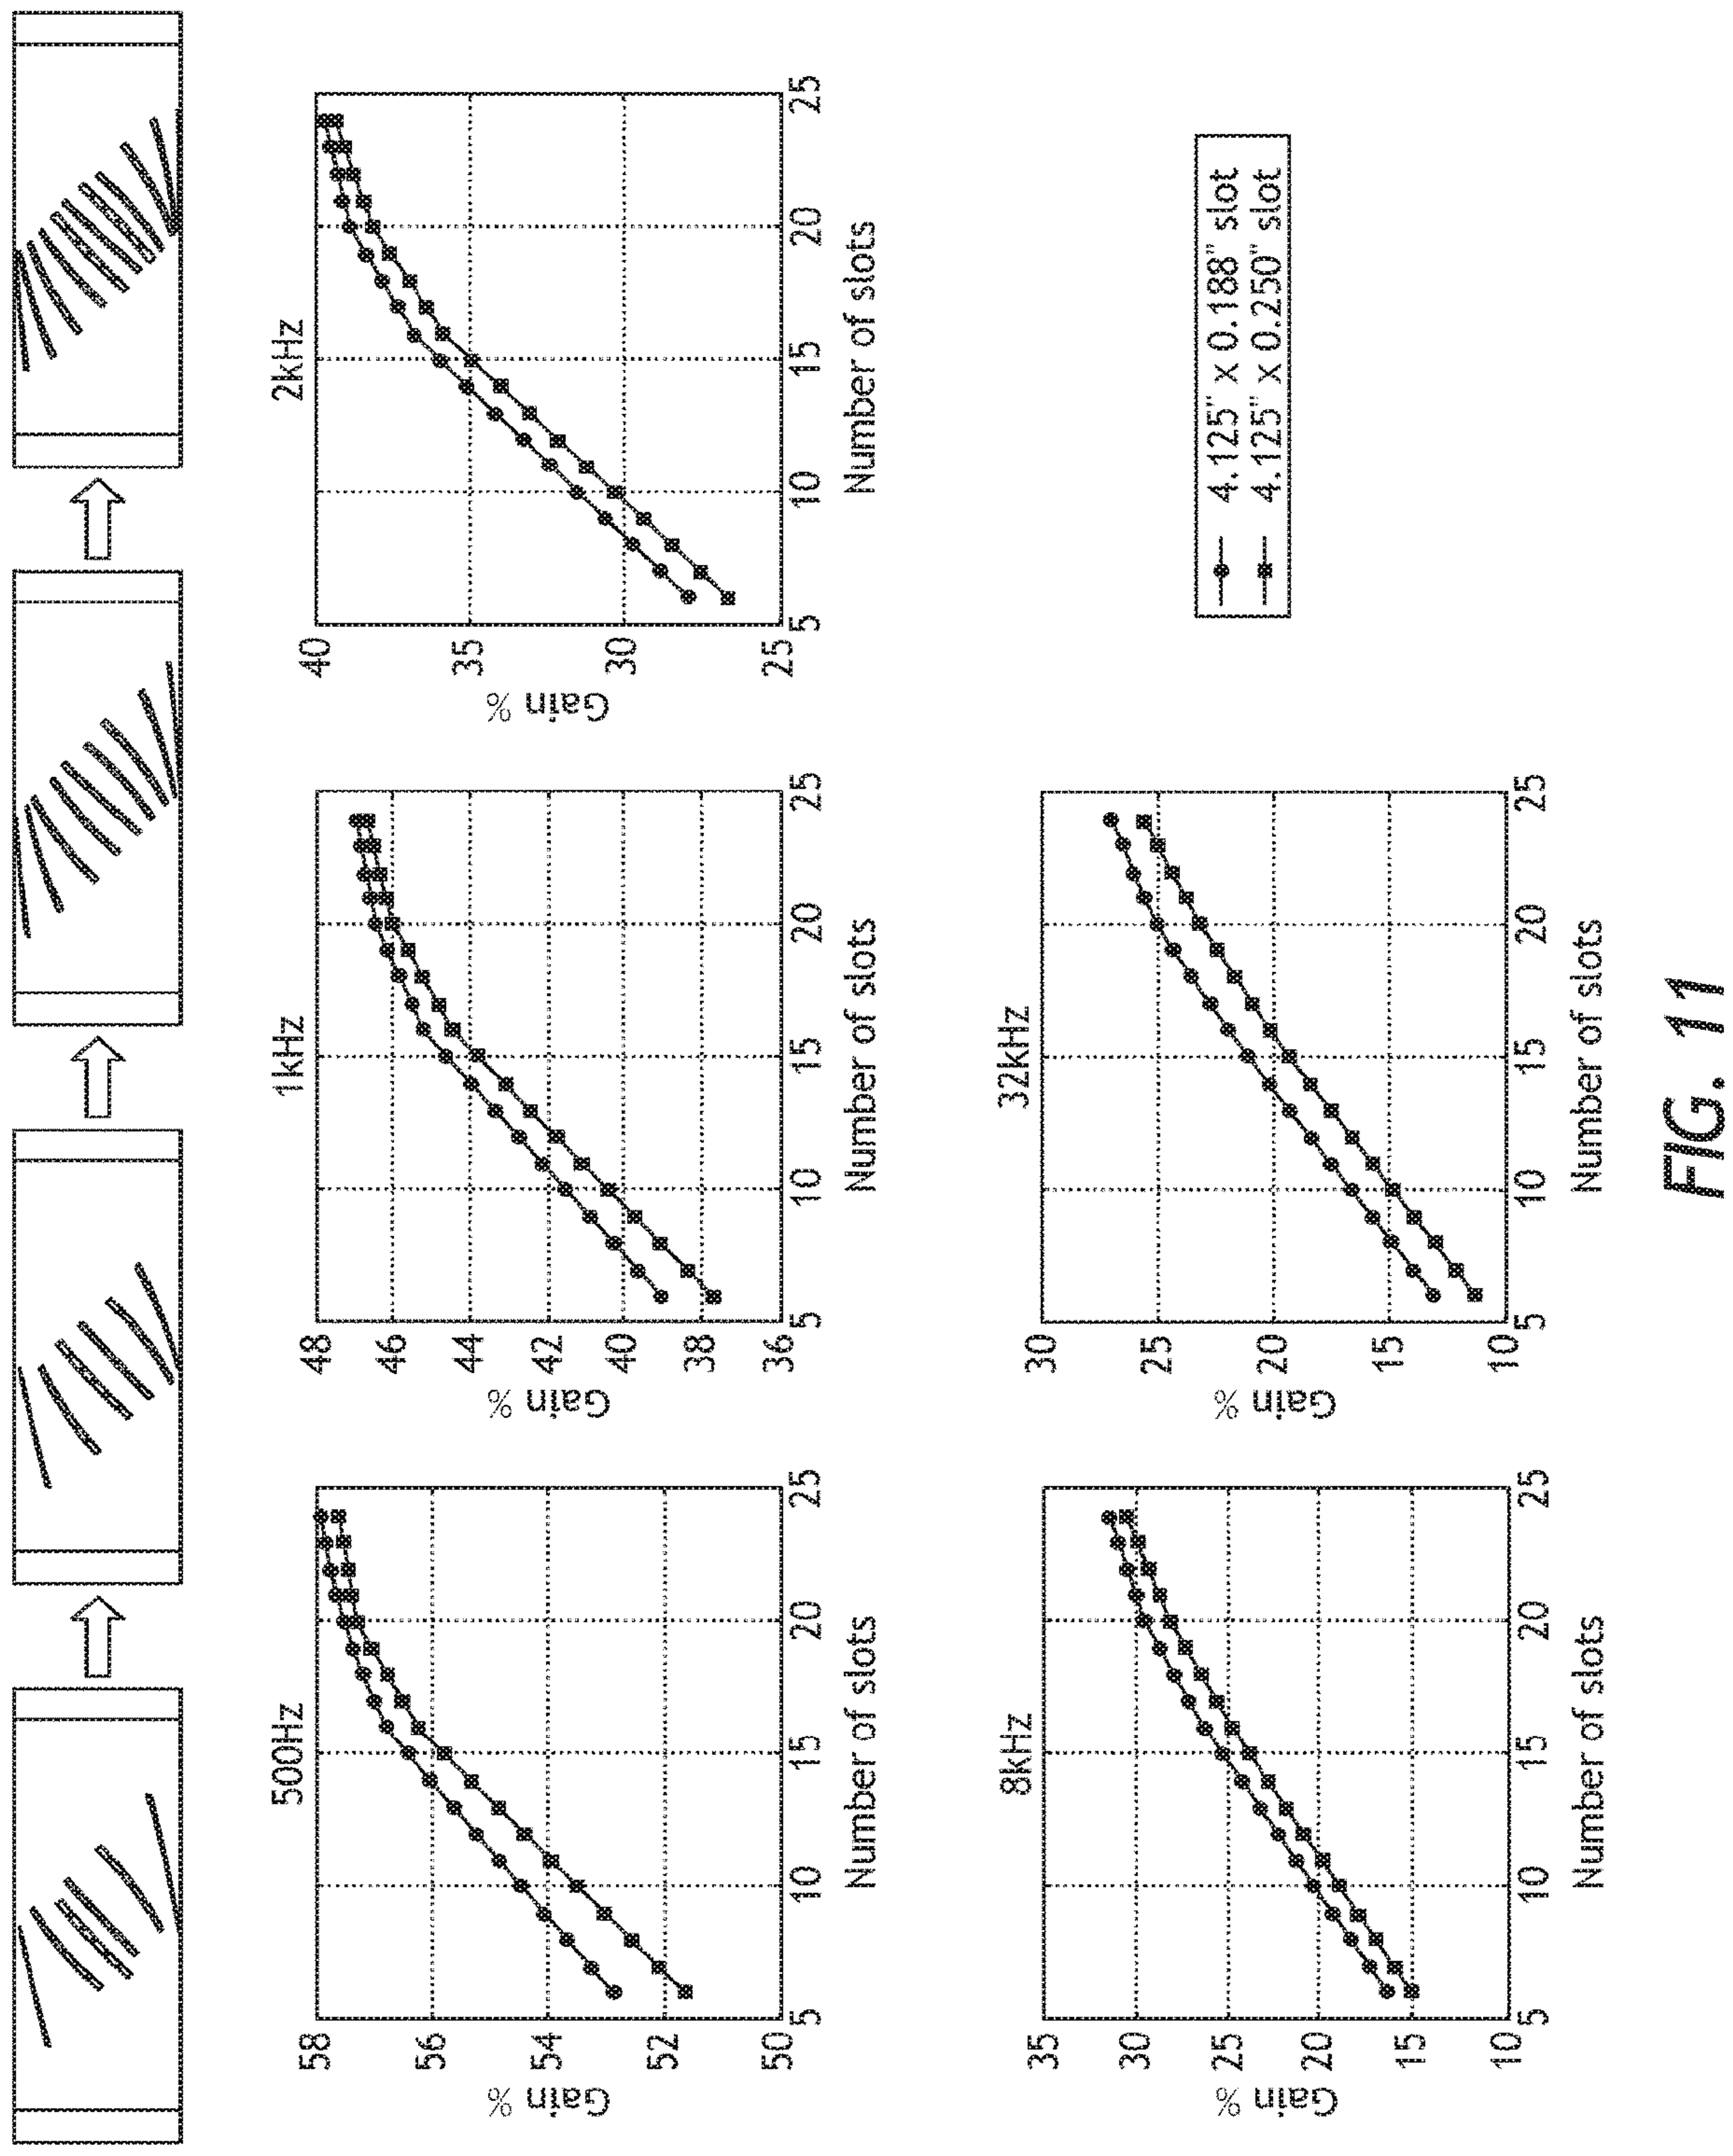 500Hz
58
56
54
52
50
Gain %
5
10
15
20
25
Number of slots
1kHz
48
46
44
42
40
38
36
Gain %
5
10
15
20
25
Number of slots
2kHz
40
35
30
25
Gain %
5
10
15
20
25
Number of slots
8kHz
35
30
25
20
15
10
Gain %
5
10
15
20
25
Number of slots
32kHz
30
25
20
15
10
Gain %
5
10
15
20
25
Number of slots
4.125" x 0.188" slot
4.125" x 0.250" slot
FIG. 11